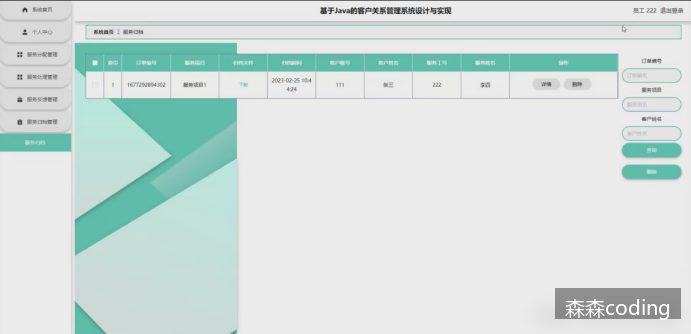 基于Java的客户关系管理系统设计与实现
员工 222 退出登录
系统首页
个人中心
服务分配管理
服务处理管理
服务反馈管理
服务归档管理
服务归档
系统首页 服务归档
索引 订单编号 服务项目 归档文件 归档时间 客户账号 客户姓名 服务工号 服务姓名 操作
1 1677292894302 服务项目1 下载 2023-02-25 10:44:24 111 张三 222 李四 详情 删除
订单编号
订单编号
服务项目
服务项目
客户姓名
客户姓名
查询
删除
森森coding